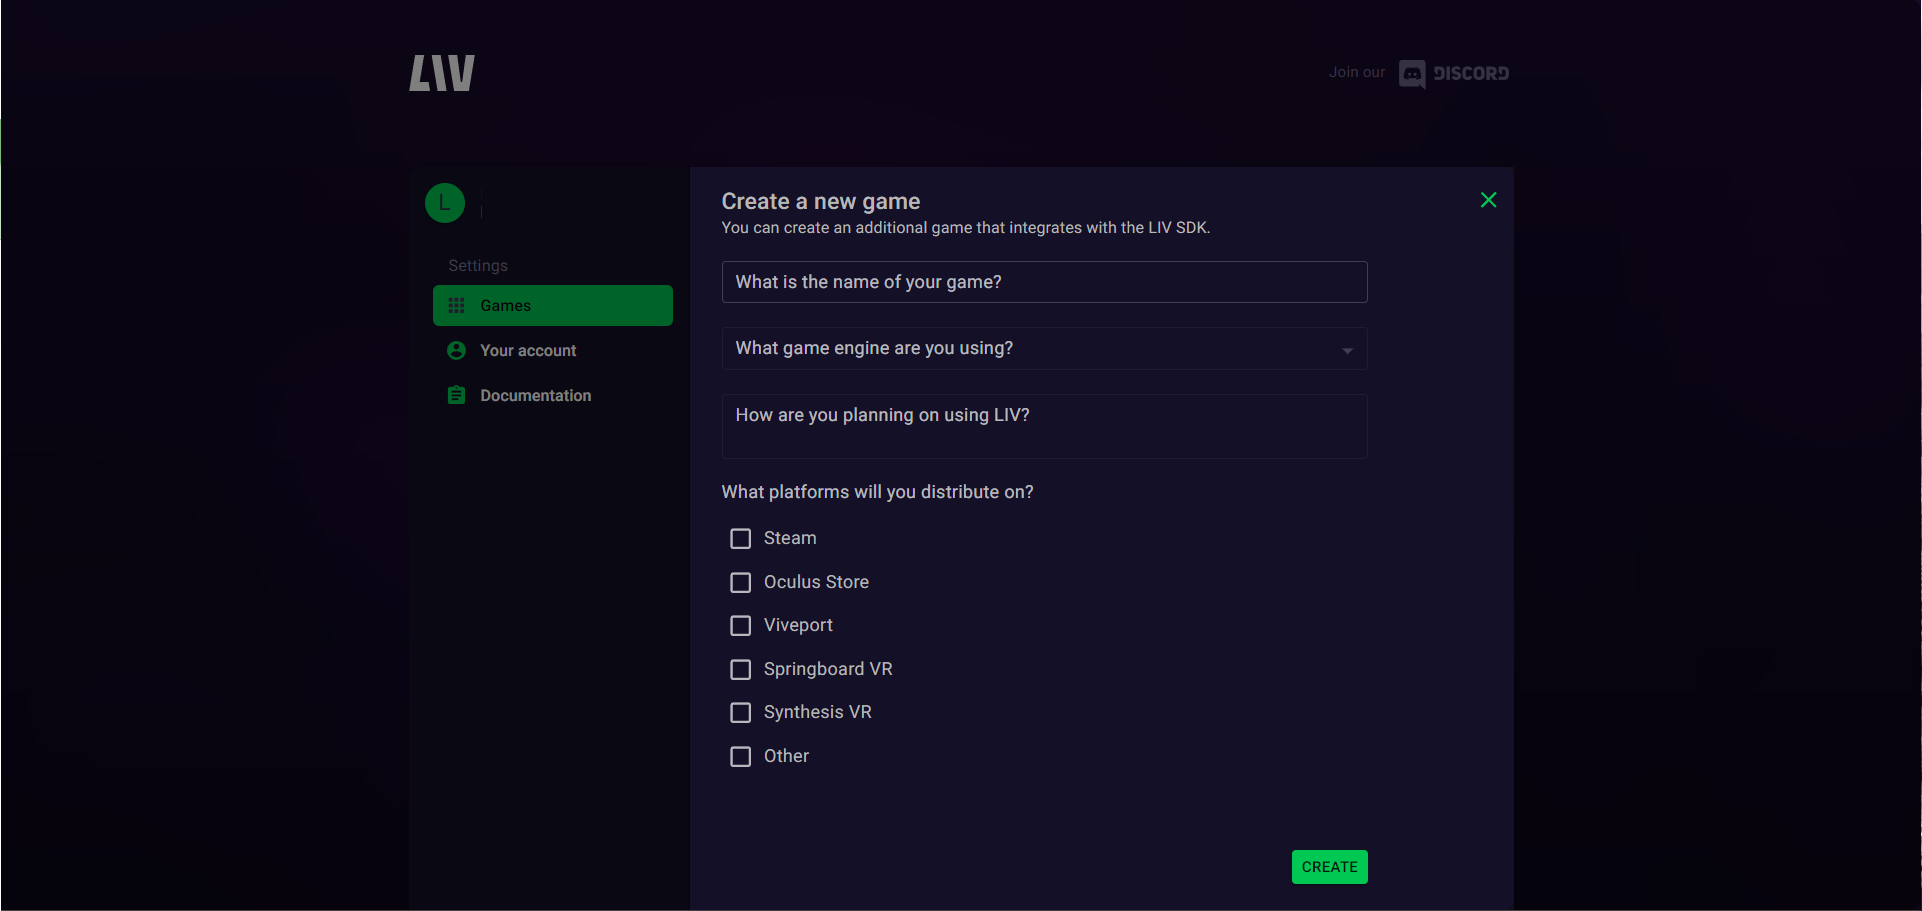 LIV
Join our DISCORD
L
Settings
Games
Your account
Documentation
Create a new game
You can create an additional game that integrates with the LIV SDK.
What is the name of your game?
What game engine are you using?
How are you planning on using LIV?
What platforms will you distribute on?
Steam
Oculus Store
Viveport
Springboard VR
Synthesis VR
Other
CREATE